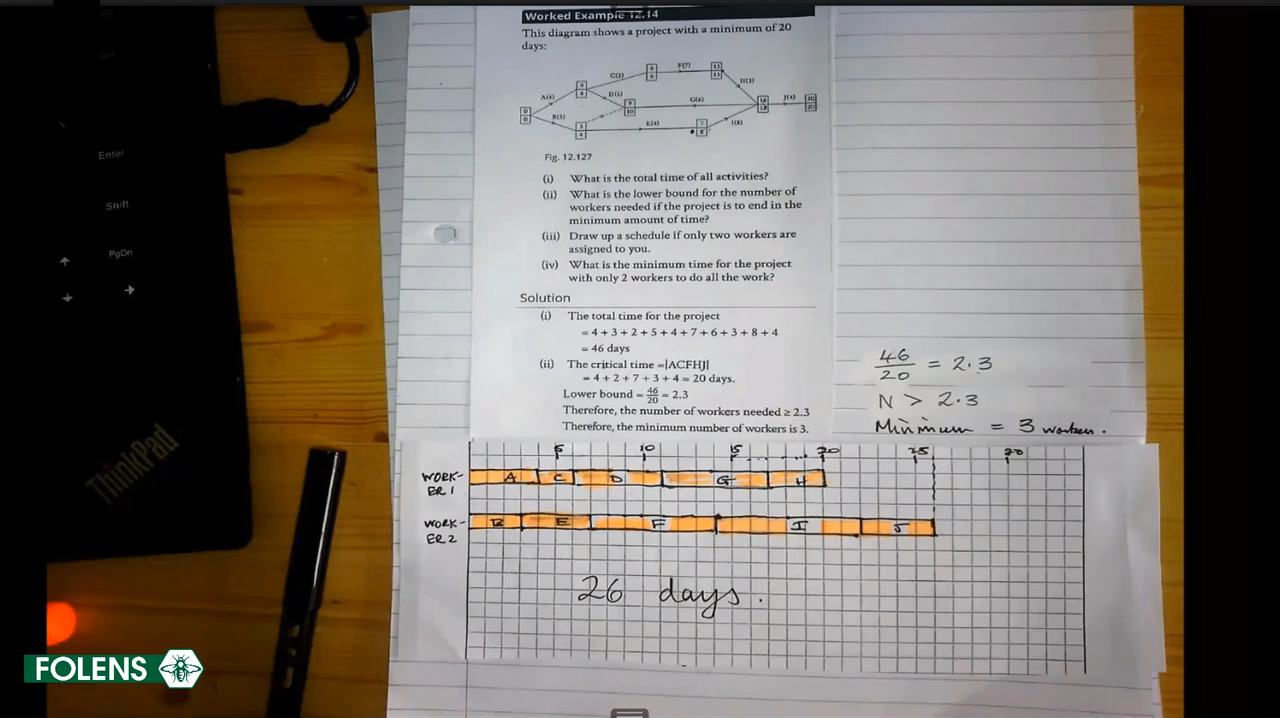 Worked Example 12.14
This diagram shows a project with a minimum of 20
days:
C(2)
F(7)
A(4)
D(5)
H(3)
G(6)
J(4)
B(3)
E(4)
I(8)
Fig. 12.127
(i) What is the total time of all activities?
(ii) What is the lower bound for the number of
workers needed if the project is to end in the
minimum amount of time?
(iii) Draw up a schedule if only two workers are
assigned to you.
(iv) What is the minimum time for the project
with only 2 workers to do all the work?
Solution
(i) The total time for the project
= 4 + 3 + 2 + 5 + 4 + 7 + 6 + 3 + 8 + 4
= 46 days
(ii) The critical time =|ACFHJ|
= 4 + 2 + 7 + 3 + 4 = 20 days.
Lower bound = 46/20 = 2.3
Therefore, the number of workers needed ≥ 2.3
Therefore, the minimum number of workers is 3.
46/20 = 2.3
N > 2.3
Minimum = 3 workers.
5 10 15 20 25 20
WORK-
ER 1
A C D G H
WORK-
ER 2
B E F I J
26 days.
Enter
Shift
PgDn
ThinkPad
FOLENS